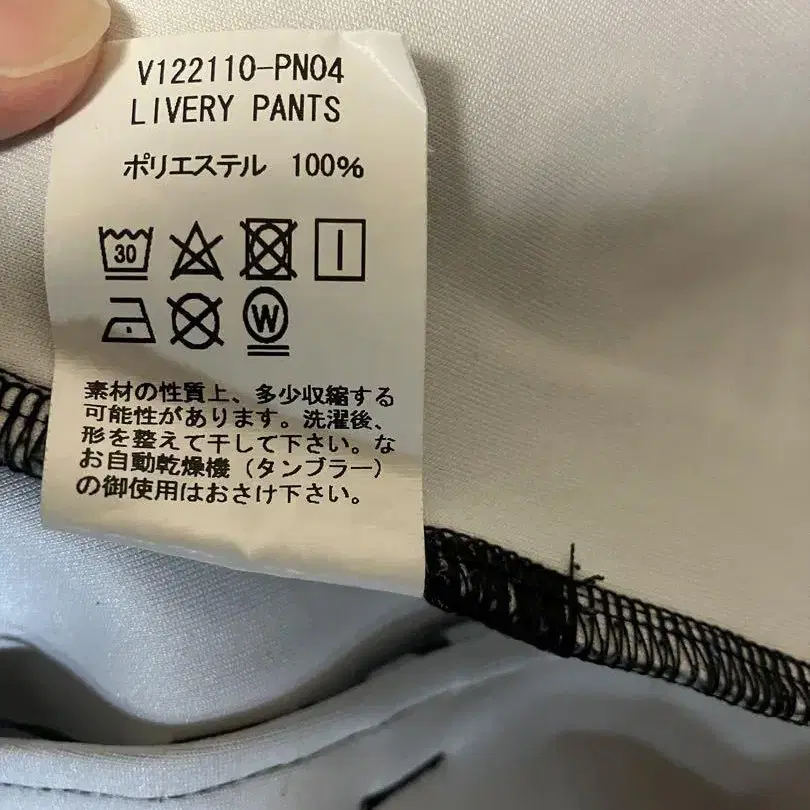 V122110-PN04
LIVERY PANTS
ポリエステル 100%
30
W
素材の性質上、多少収縮する
可能性があります。洗濯後、
形を整えて干して下さい。な
お自動乾燥機（タンブラー）
の御使用はおさけ下さい。